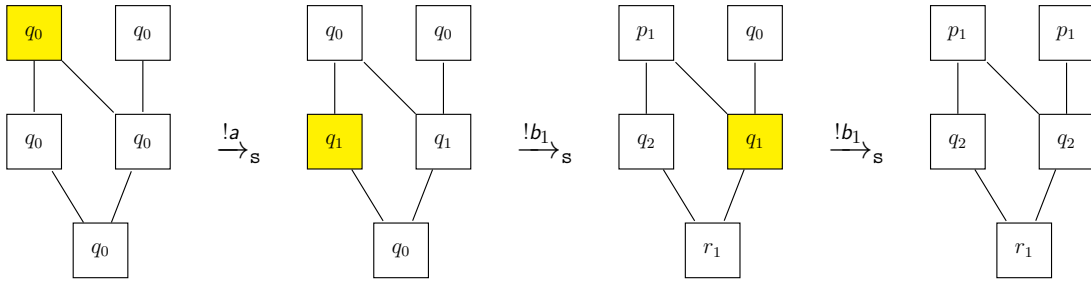 q₀ q₀ q₀ q₀ p₁ q₀ p₁ p₁
!a !b₁ !b₁
q₀ q₀ →ₛ q₁ q₁ →ₛ q₂ q₁ →ₛ q₂ q₂
q₀ q₀ r₁ r₁